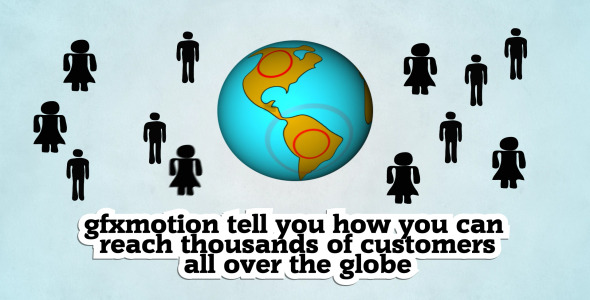 gfxmotion tell you how you can
reach thousands of customers
all over the globe